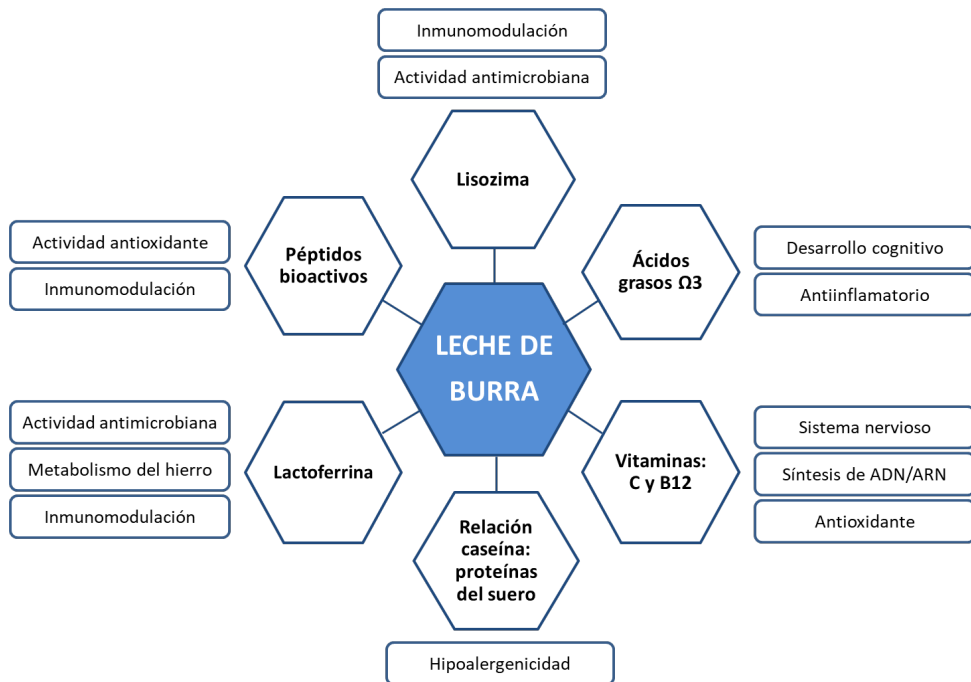 Inmunomodulación
Actividad antimicrobiana
Lisozima
Péptidos
bioactivos
Actividad antioxidante
Inmunomodulación
Ácidos
grasos Ω3
Desarrollo cognitivo
Antiinflamatorio
LECHE DE
BURRA
Actividad antimicrobiana
Metabolismo del hierro
Inmunomodulación
Lactoferrina
Vitaminas:
C y B12
Sistema nervioso
Síntesis de ADN/ARN
Antioxidante
Relación
caseína:
proteínas
del suero
Hipoalergenicidad